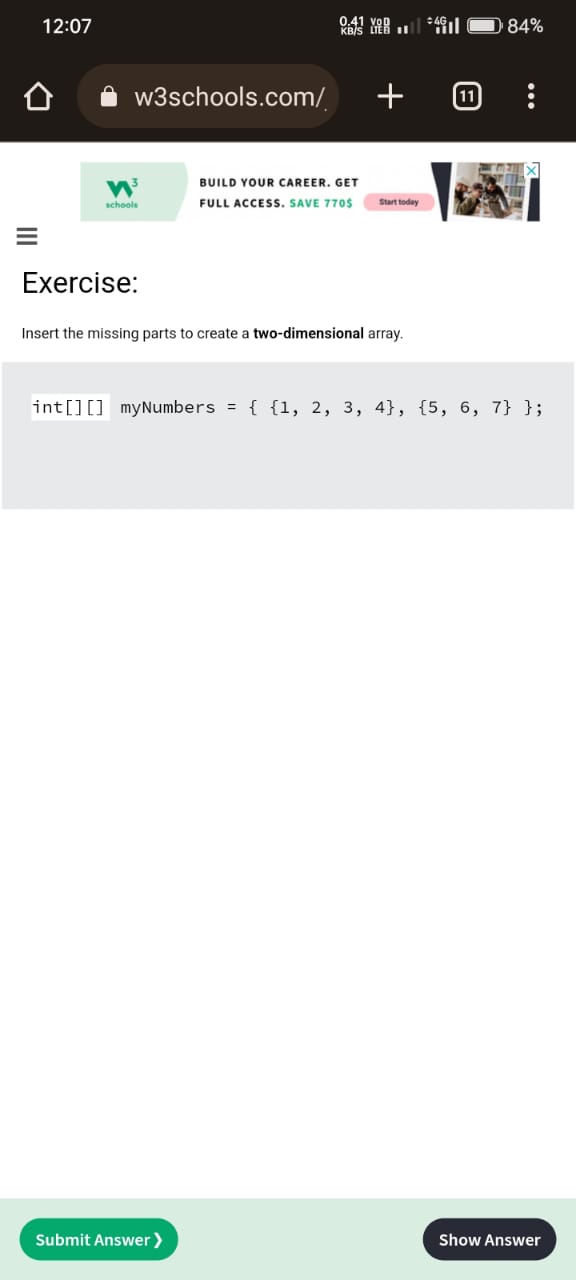 12:07
0.41 KB/S VoD LTE 4G 84%
w3schools.com/
11
W3 schools
BUILD YOUR CAREER. GET
FULL ACCESS. SAVE 770$
Start today
Exercise:
Insert the missing parts to create a two-dimensional array.
int[][] myNumbers = { {1, 2, 3, 4}, {5, 6, 7} };
Submit Answer❯
Show Answer